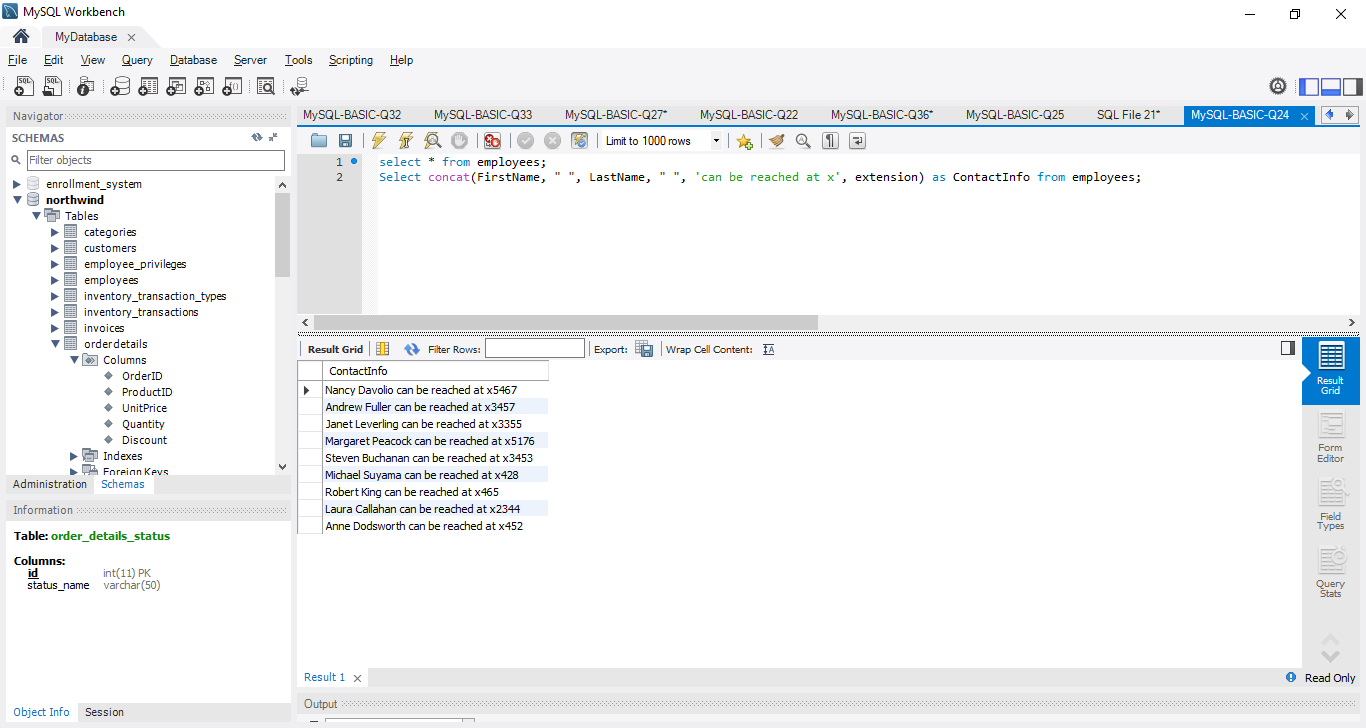 MySQL Workbench
MyDatabase
File Edit View Query Database Server Tools Scripting Help
Navigator
SCHEMAS
Filter objects
enrollment_system
northwind
Tables
categories
customers
employee_privileges
employees
inventory_transaction_types
inventory_transactions
invoices
orderdetails
Columns
OrderID
ProductID
UnitPrice
Quantity
Discount
Indexes
Foreign Keys
Administration Schemas
Information
Table: order_details_status
Columns:
id int(11) PK
status_name varchar(50)
Object Info Session
MySQL-BASIC-Q32 MySQL-BASIC-Q33 MySQL-BASIC-Q27* MySQL-BASIC-Q22 MySQL-BASIC-Q36* MySQL-BASIC-Q25 SQL File 21* MySQL-BASIC-Q24
Limit to 1000 rows
1 select * from employees;
2 Select concat(FirstName, " ", LastName, " ", 'can be reached at x', extension) as ContactInfo from employees;
Result Grid Filter Rows: Export: Wrap Cell Content:
ContactInfo
Nancy Davolio can be reached at x5467
Andrew Fuller can be reached at x3457
Janet Leverling can be reached at x3355
Margaret Peacock can be reached at x5176
Steven Buchanan can be reached at x3453
Michael Suyama can be reached at x428
Robert King can be reached at x465
Laura Callahan can be reached at x2344
Anne Dodsworth can be reached at x452
Result
Grid
Form
Editor
Field
Types
Query
Stats
Result 1
Read Only
Output